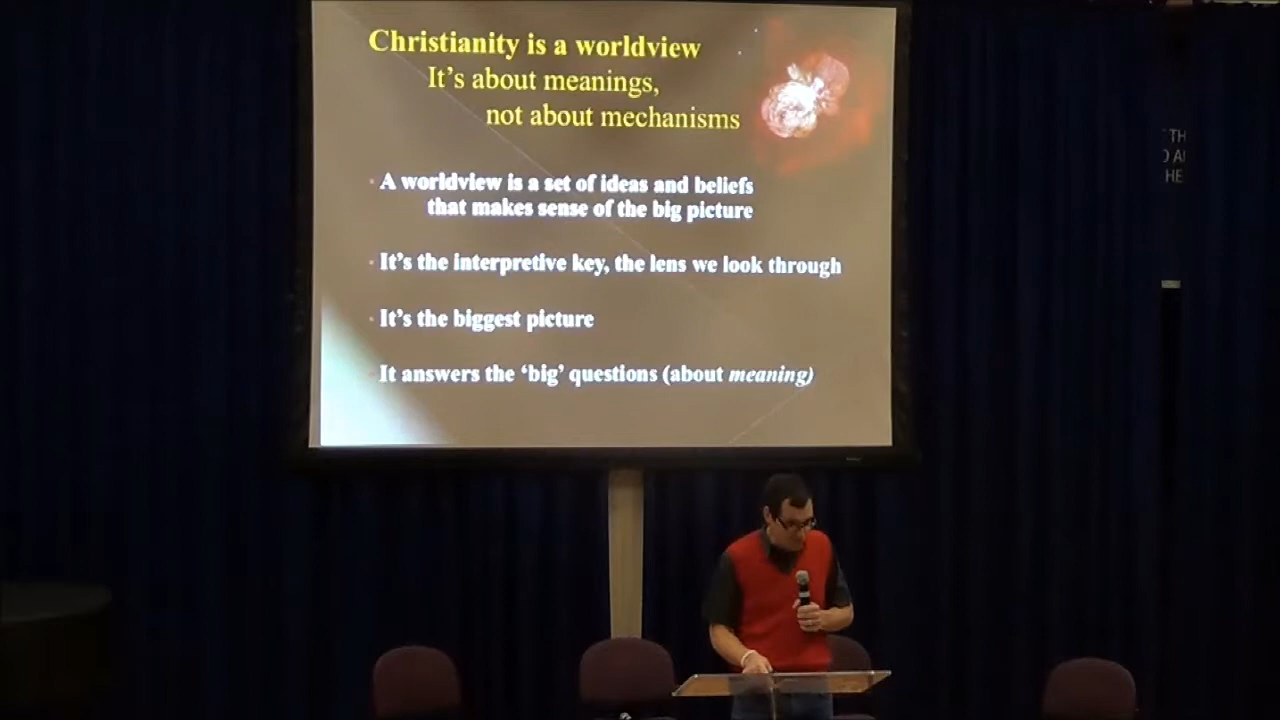 Christianity is a worldview
It's about meanings,
not about mechanisms
A worldview is a set of ideas and beliefs
that makes sense of the big picture
It's the interpretive key, the lens we look through
It's the biggest picture
It answers the ‘big’ questions (about meaning)
TH
HE